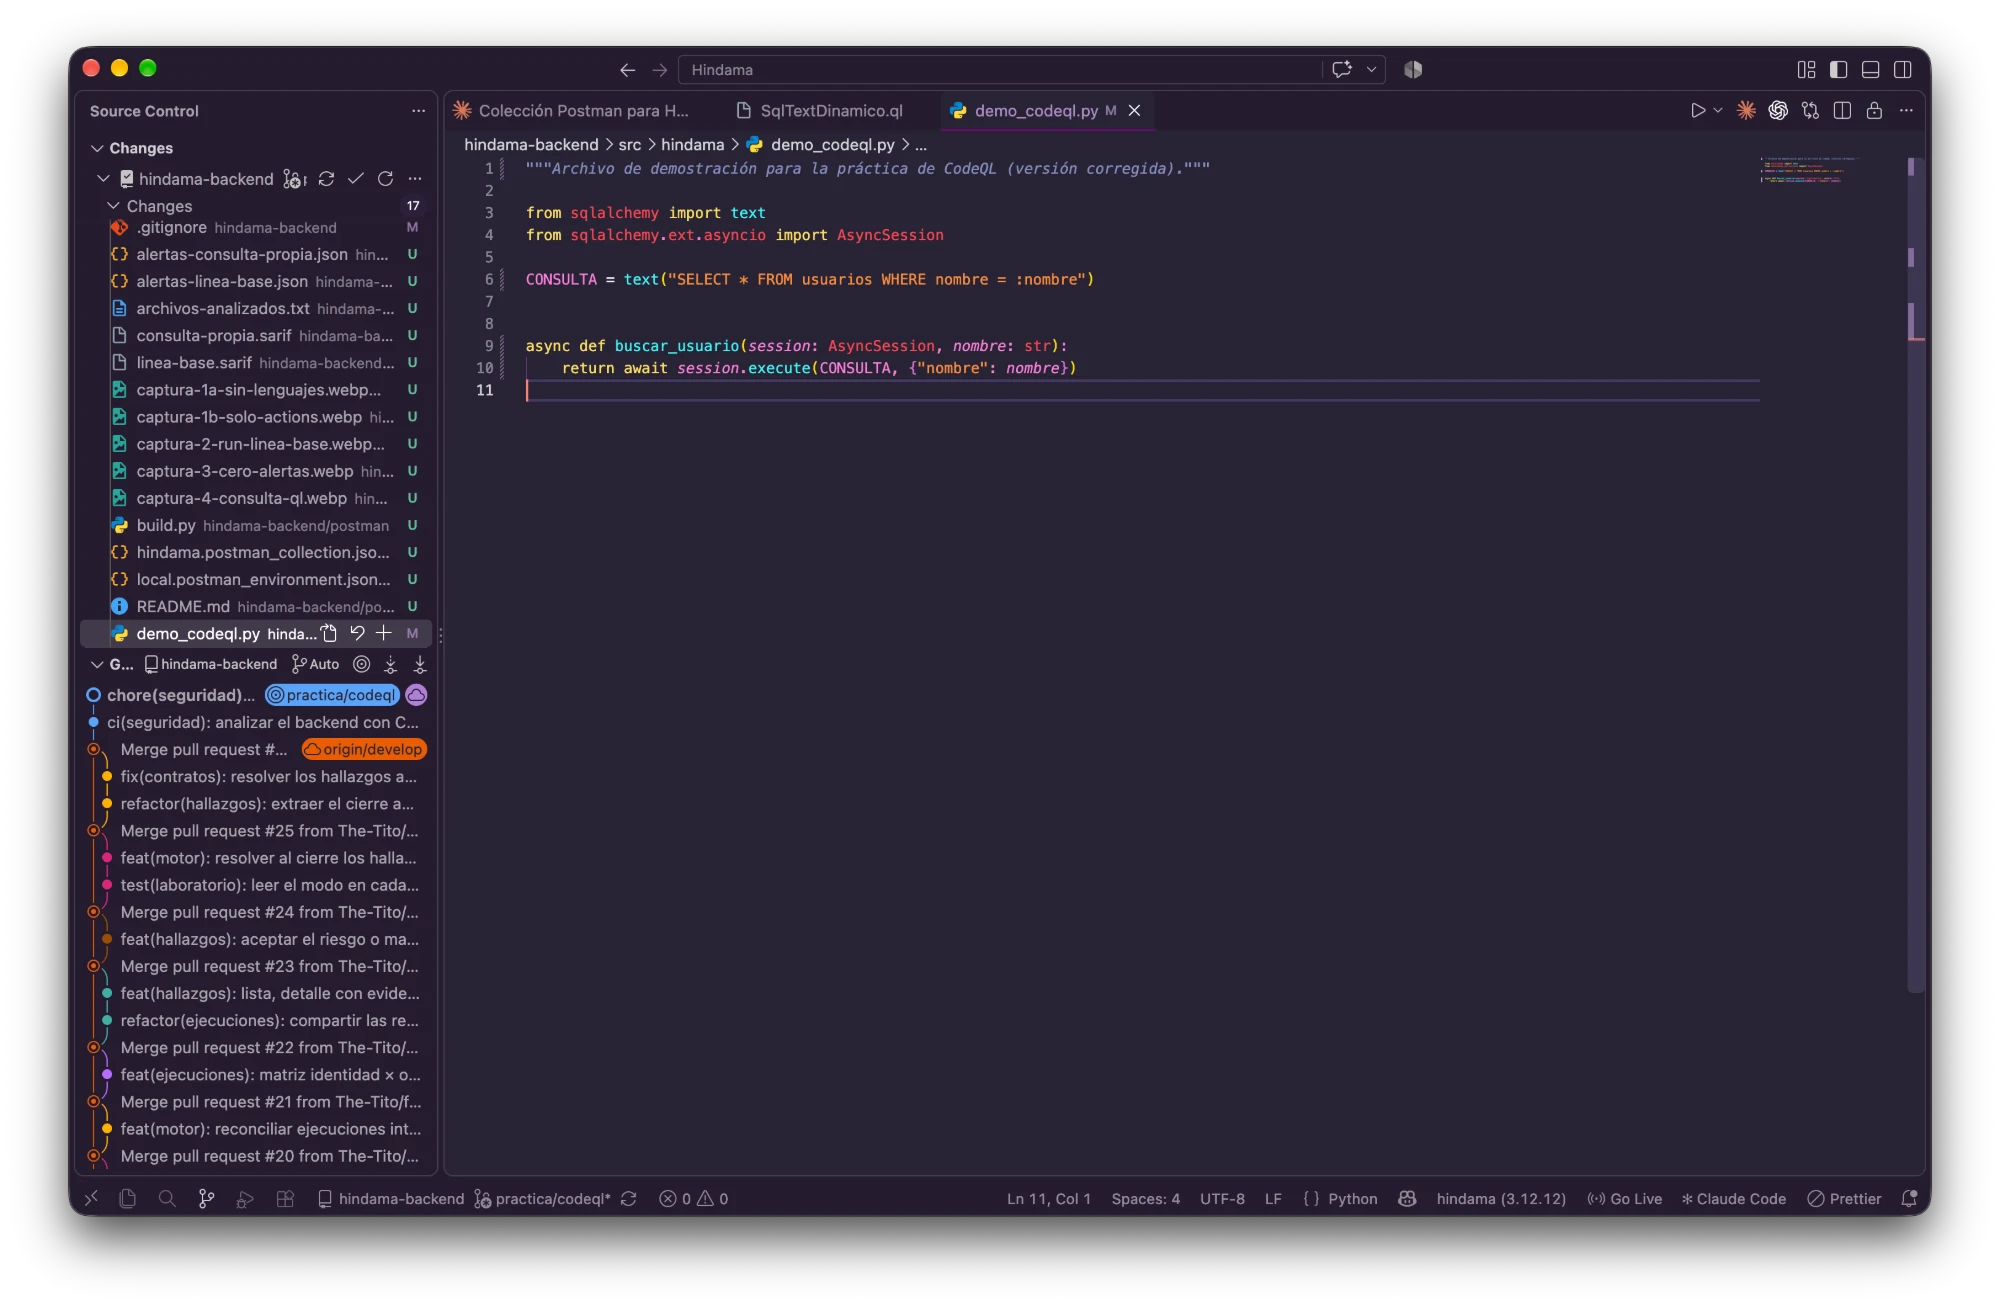 Hindama
Source Control
Changes
hindama-backend
Changes 17
.gitignore hindama-backend M
alertas-consulta-propia.json hin... U
alertas-linea-base.json hindama-... U
archivos-analizados.txt hindama-... U
consulta-propia.sarif hindama-ba... U
linea-base.sarif hindama-backend... U
captura-1a-sin-lenguajes.webp... U
captura-1b-solo-actions.webp hi... U
captura-2-run-linea-base.webp... U
captura-3-cero-alertas.webp hin... U
captura-4-consulta-ql.webp hin... U
build.py hindama-backend/postman U
hindama.postman_collection.jso... U
local.postman_environment.json... U
README.md hindama-backend/po... U
demo_codeql.py hinda... M
G... hindama-backend Auto
chore(seguridad)... practica/codeql
ci(seguridad): analizar el backend con C...
Merge pull request #... origin/develop
fix(contratos): resolver los hallazgos a...
refactor(hallazgos): extraer el cierre a...
Merge pull request #25 from The-Tito/...
feat(motor): resolver al cierre los halla...
test(laboratorio): leer el modo en cada...
Merge pull request #24 from The-Tito/...
feat(hallazgos): aceptar el riesgo o ma...
Merge pull request #23 from The-Tito/...
feat(hallazgos): lista, detalle con evide...
refactor(ejecuciones): compartir las re...
Merge pull request #22 from The-Tito/...
feat(ejecuciones): matriz identidad × o...
Merge pull request #21 from The-Tito/f...
feat(motor): reconciliar ejecuciones int...
Merge pull request #20 from The-Tito/...
Colección Postman para H... SqlTextDinamico.ql demo_codeql.py M
hindama-backend > src > hindama > demo_codeql.py > ...
1 """Archivo de demostración para la práctica de CodeQL (versión corregida)."""
2
3 from sqlalchemy import text
4 from sqlalchemy.ext.asyncio import AsyncSession
5
6 CONSULTA = text("SELECT * FROM usuarios WHERE nombre = :nombre")
7
8
9 async def buscar_usuario(session: AsyncSession, nombre: str):
10 return await session.execute(CONSULTA, {"nombre": nombre})
11
hindama-backend practica/codeql* 0 0 Ln 11, Col 1 Spaces: 4 UTF-8 LF { } Python hindama (3.12.12) Go Live Claude Code Prettier